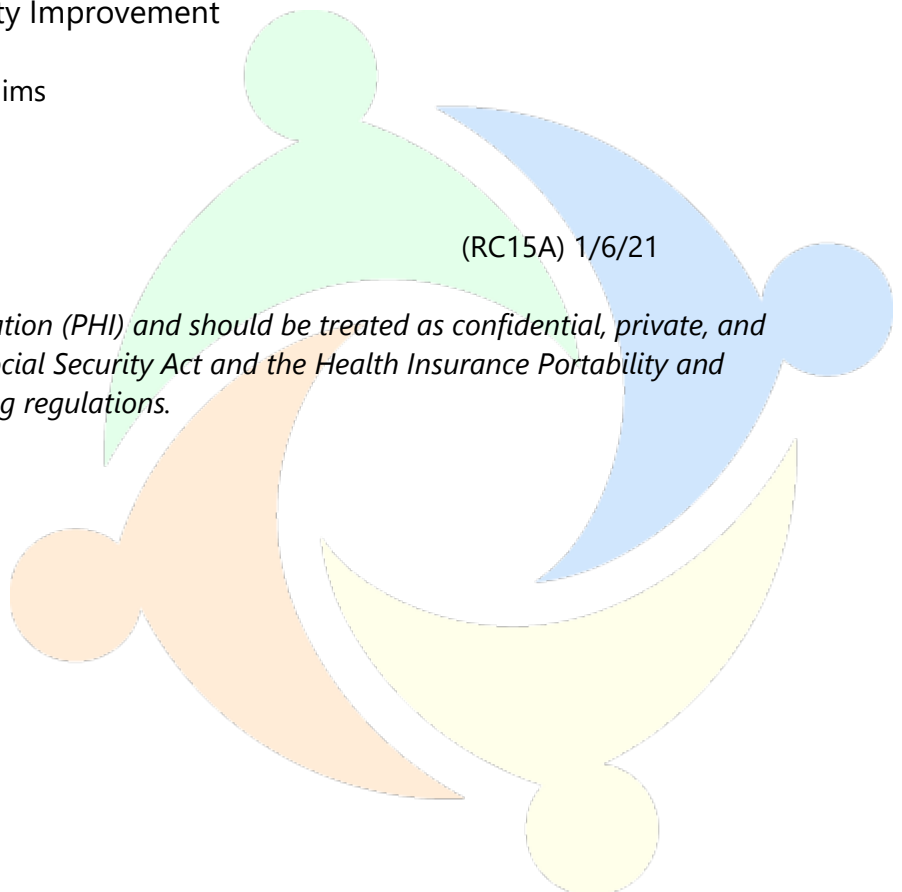 ty Improvement
ims
(RC15A) 1/6/21
ation (PHI) and should be treated as confidential, private, and
ocial Security Act and the Health Insurance Portability and
g regulations.